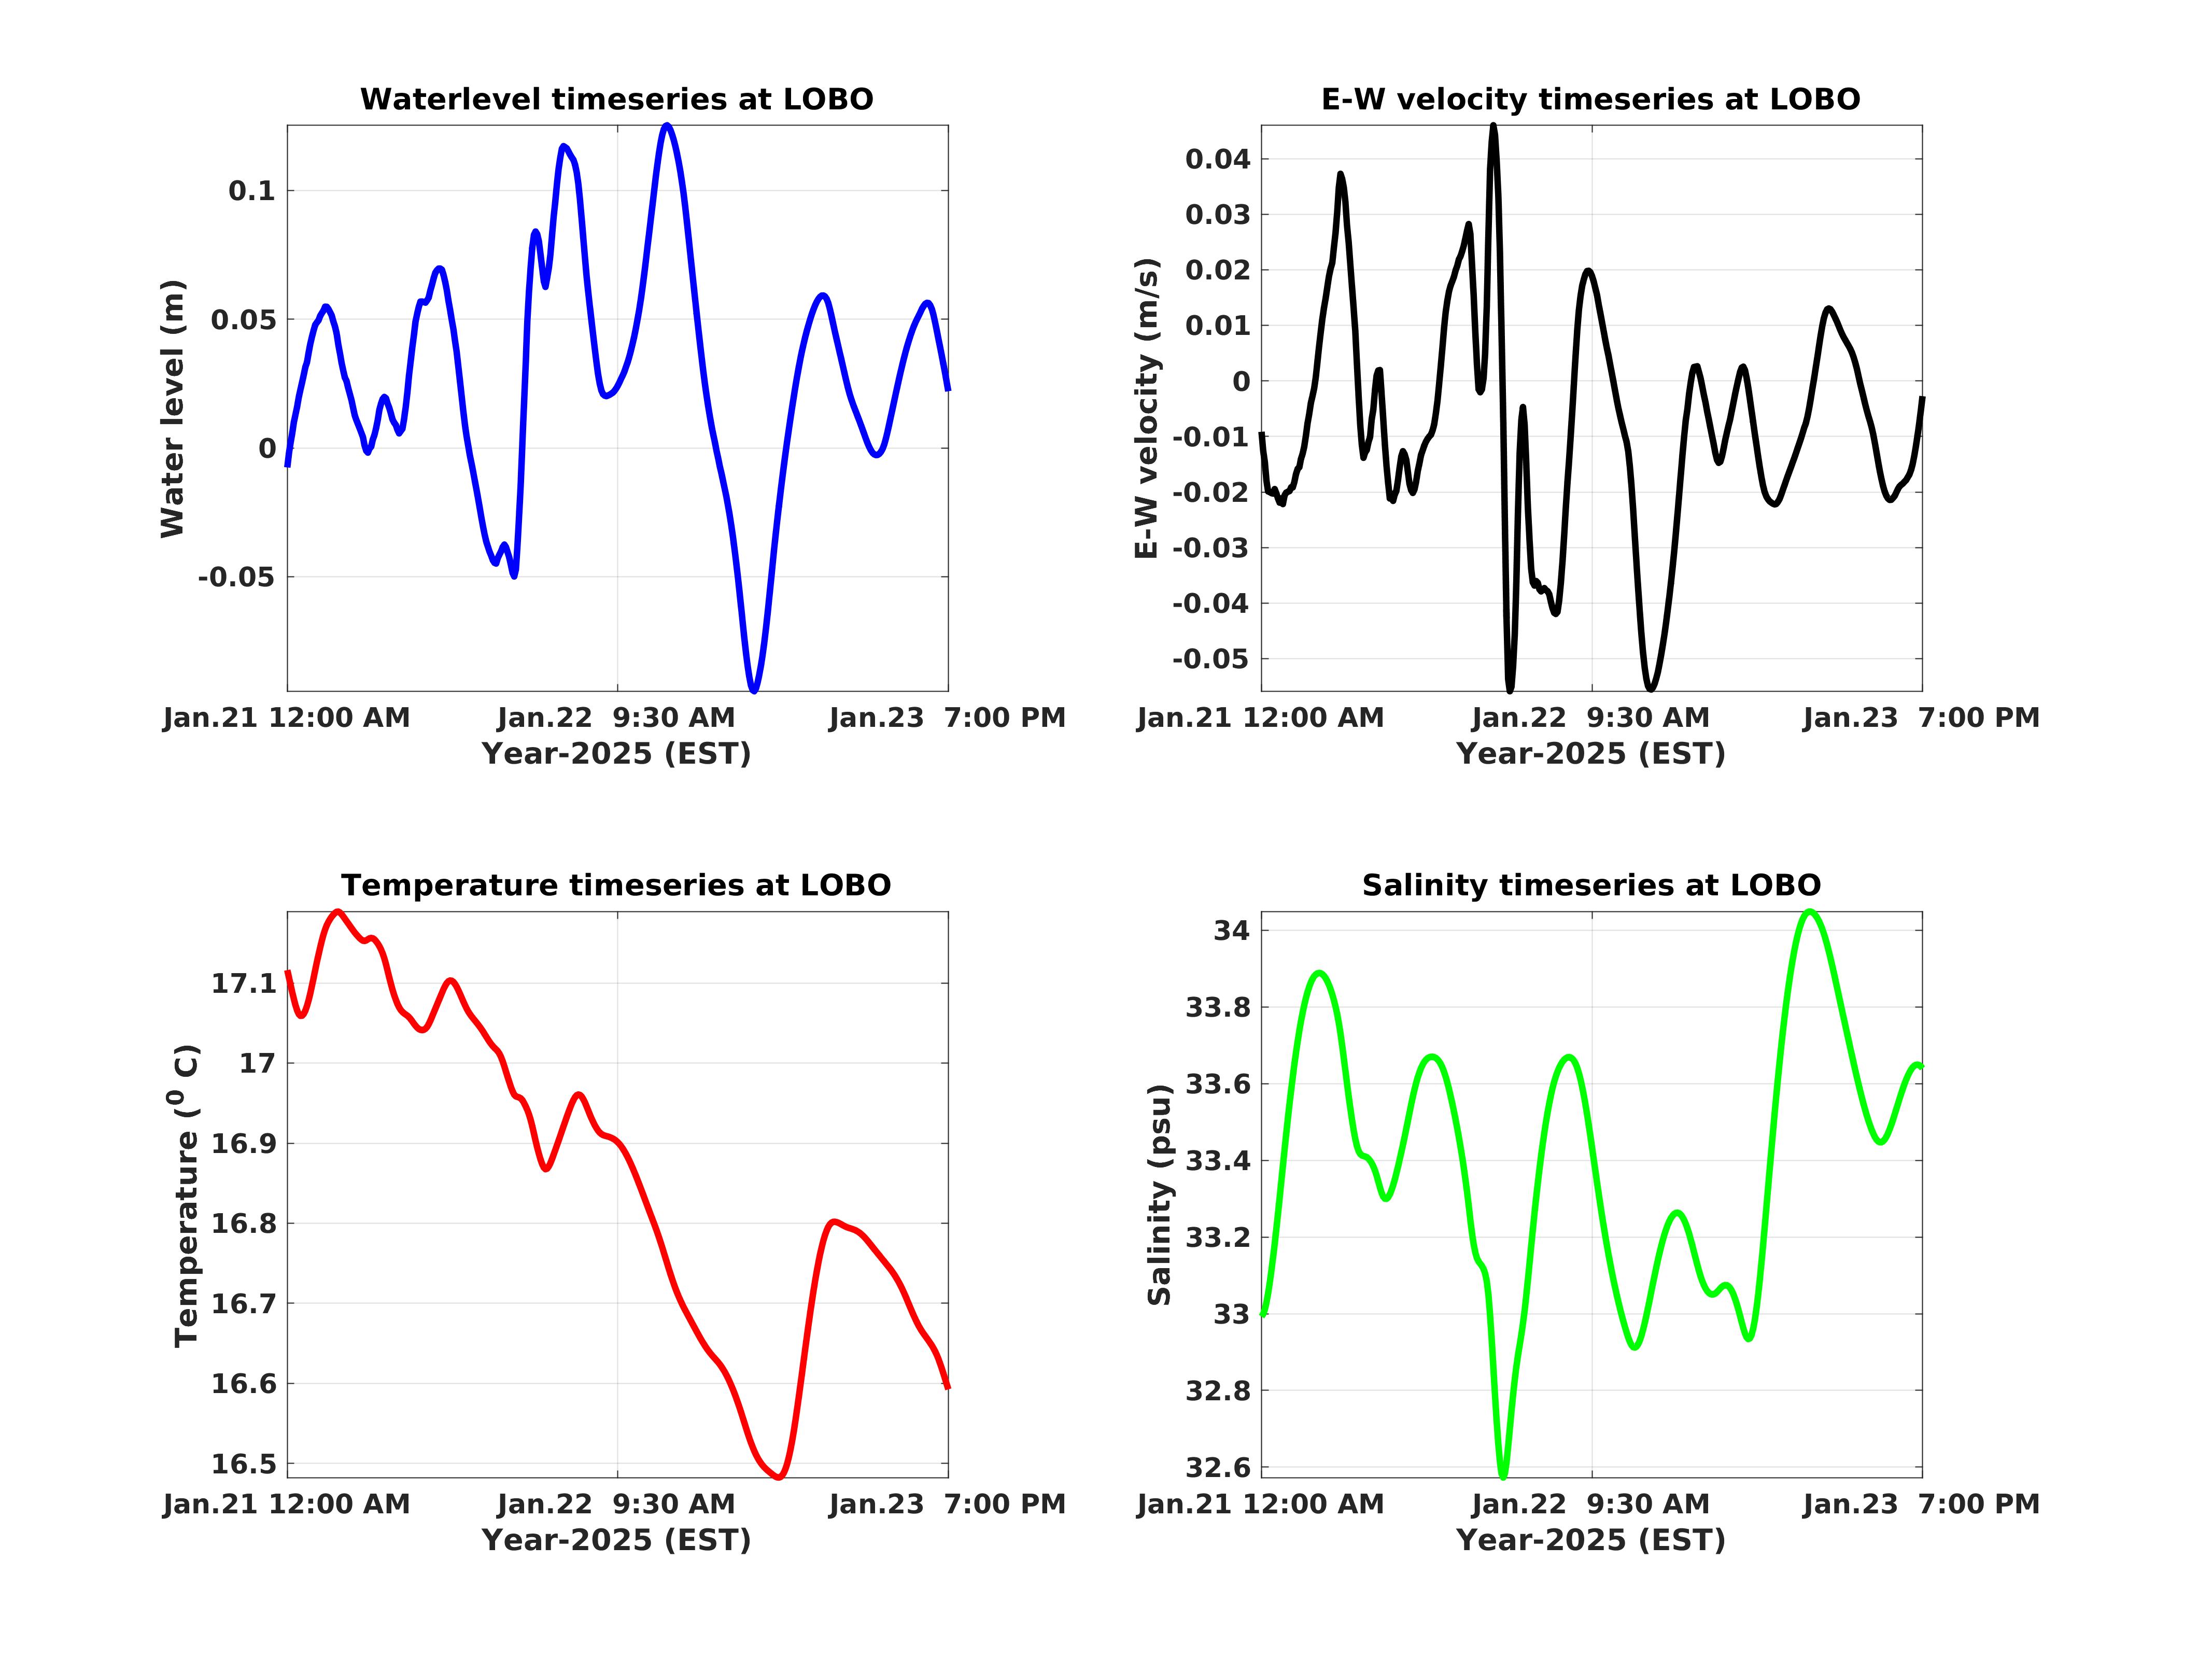 Waterlevel timeseries at LOBO
Water level (m)
0.1
0.05
0
-0.05
Jan.21 12:00 AM Jan.22  9:30 AM Jan.23  7:00 PM
Year-2025 (EST)
E-W velocity timeseries at LOBO
E-W velocity (m/s)
0.04
0.03
0.02
0.01
0
-0.01
-0.02
-0.03
-0.04
-0.05
Jan.21 12:00 AM Jan.22  9:30 AM Jan.23  7:00 PM
Year-2025 (EST)
Temperature timeseries at LOBO
Temperature (⁰ C)
17.1
17
16.9
16.8
16.7
16.6
16.5
Jan.21 12:00 AM Jan.22  9:30 AM Jan.23  7:00 PM
Year-2025 (EST)
Salinity timeseries at LOBO
Salinity (psu)
34
33.8
33.6
33.4
33.2
33
32.8
32.6
Jan.21 12:00 AM Jan.22  9:30 AM Jan.23  7:00 PM
Year-2025 (EST)